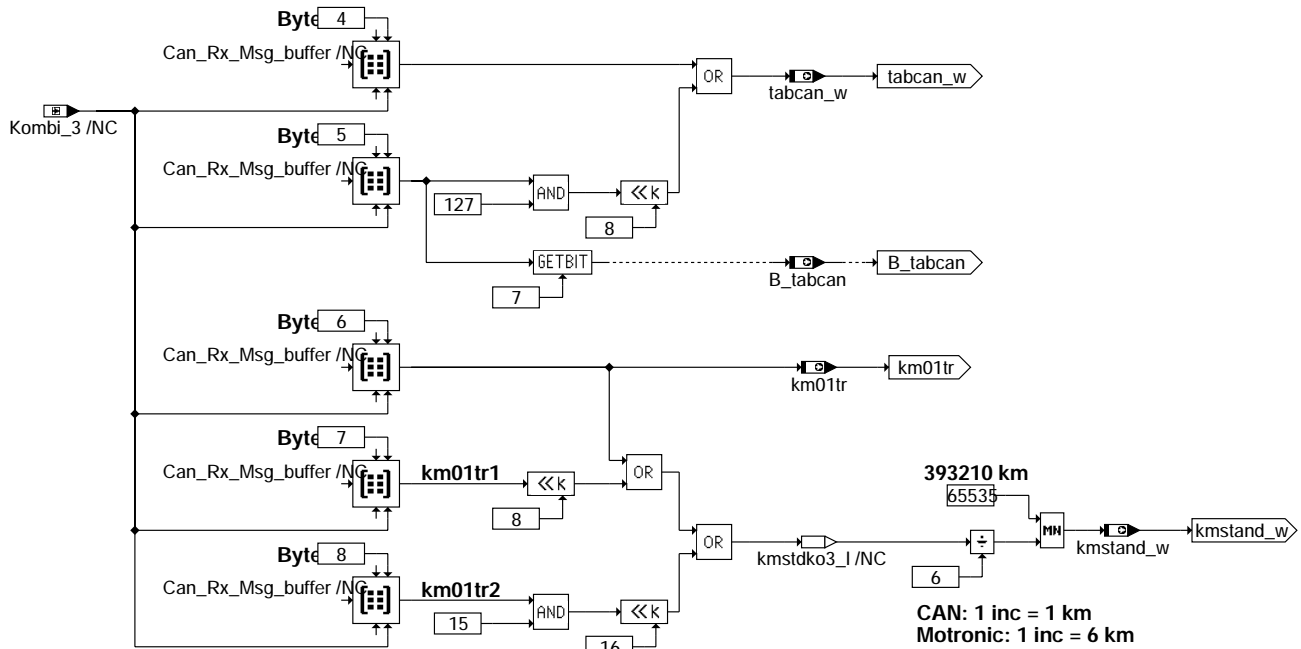 Byte 4
Can_Rx_Msg_buffer /NC
OR
tabcan_w
tabcan_w
Kombi_3 /NC
Byte 5
Can_Rx_Msg_buffer /NC
127
AND
<<k
8
GETBIT
7
B_tabcan
B_tabcan
Byte 6
Can_Rx_Msg_buffer /NC
km01tr
km01tr
Byte 7
Can_Rx_Msg_buffer /NC
km01tr1
<<k
8
OR
393210 km
65535
MN
kmstand_w
kmstand_w
OR
kmstdko3_l /NC
÷
6
Byte 8
Can_Rx_Msg_buffer /NC
km01tr2
15
AND
<<k
16
CAN: 1 inc = 1 km
Motronic: 1 inc = 6 km